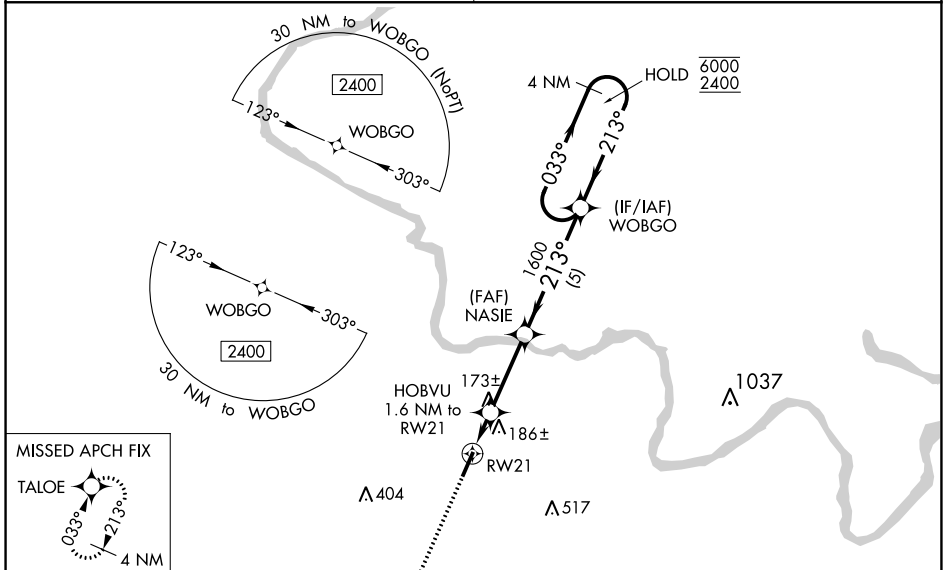 30 NM to WOBGO (NoPT)
2400
123°
WOBGO
303°
4 NM
HOLD
6000
2400
033°
213°
(IF/IAF)
WOBGO
1600
213°
(5)
(FAF)
NASIE
123°
WOBGO
303°
2400
30 NM to WOBGO
HOBVU
1.6 NM to
RW21
173±
186±
RW21
1037
404
517
MISSED APCH FIX
TALOE
033°
213°
4 NM